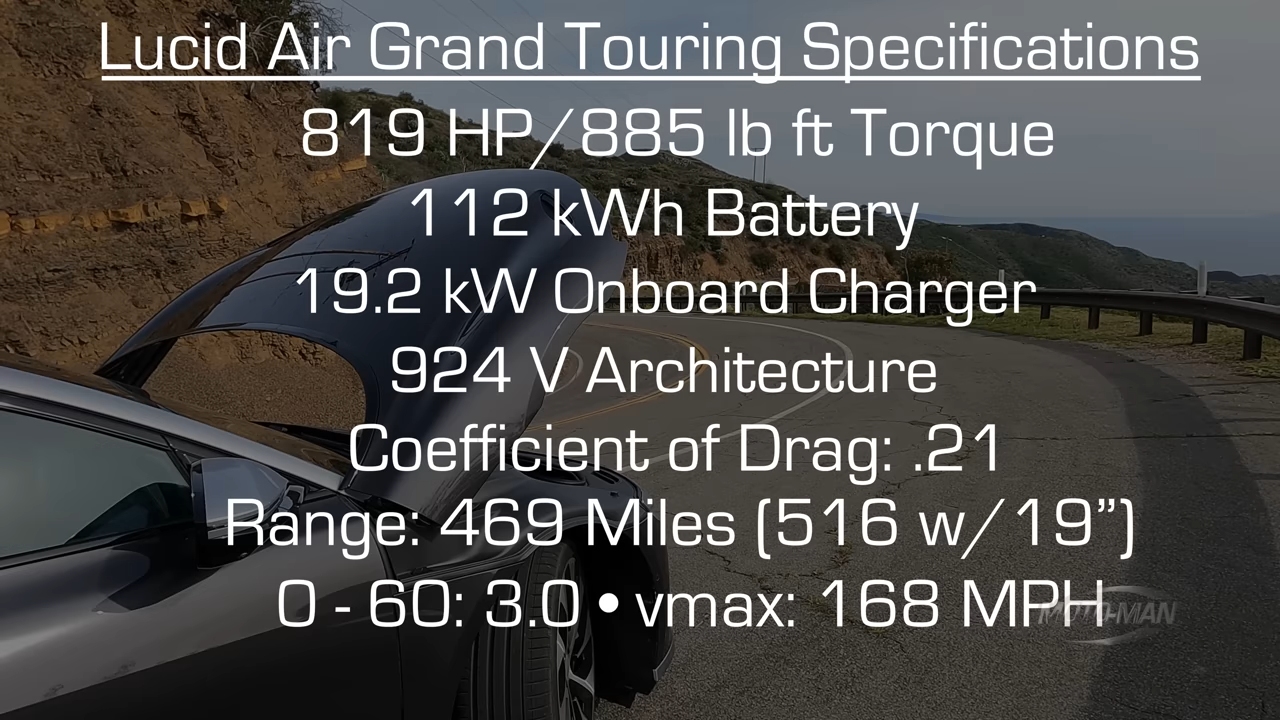 Lucid Air Grand Touring Specifications
819 HP/885 lb ft Torque
112 kWh Battery
19.2 kW Onboard Charger
924 V Architecture
Coefficient of Drag: .21
Range: 469 Miles (516 w/19”)
0 - 60: 3.0 • vmax: 168 MPH
MOTOMAN